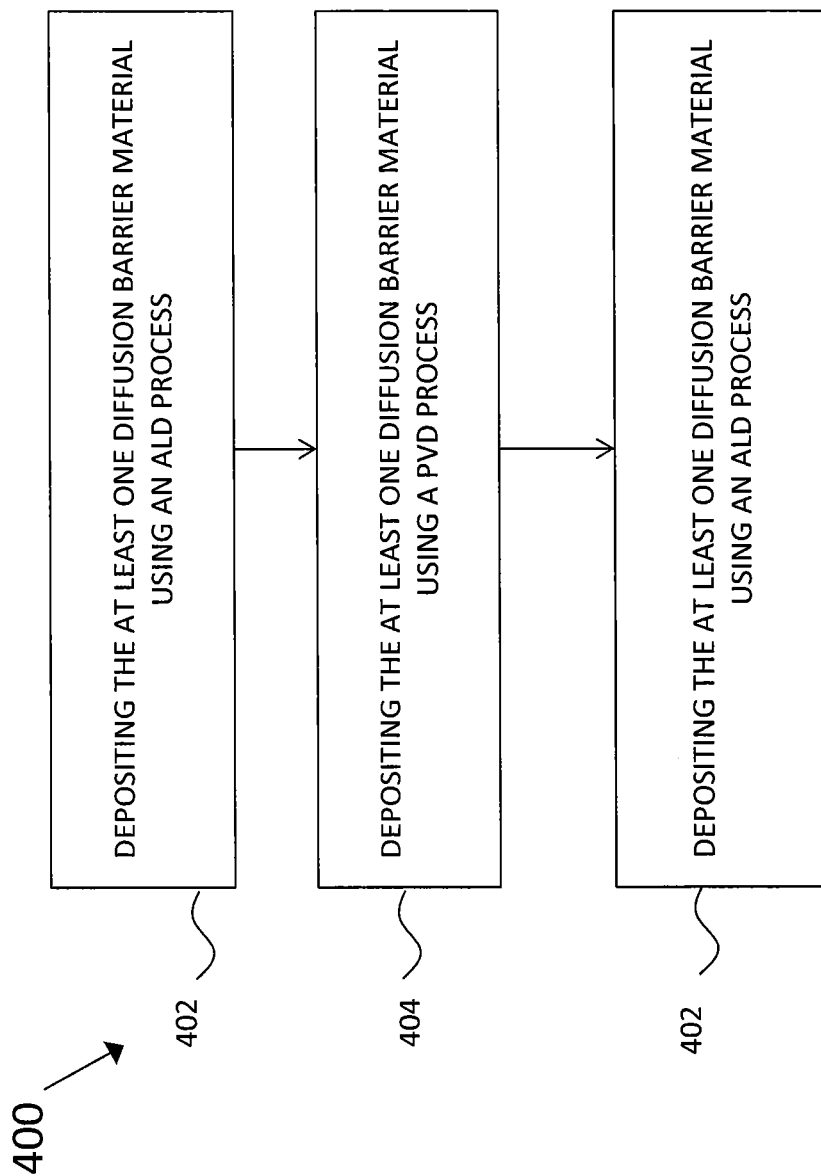 400
402
DEPOSITING THE AT LEAST ONE DIFFUSION BARRIER MATERIAL
USING AN ALD PROCESS
404
DEPOSITING THE AT LEAST ONE DIFFUSION BARRIER MATERIAL
USING A PVD PROCESS
402
DEPOSITING THE AT LEAST ONE DIFFUSION BARRIER MATERIAL
USING AN ALD PROCESS